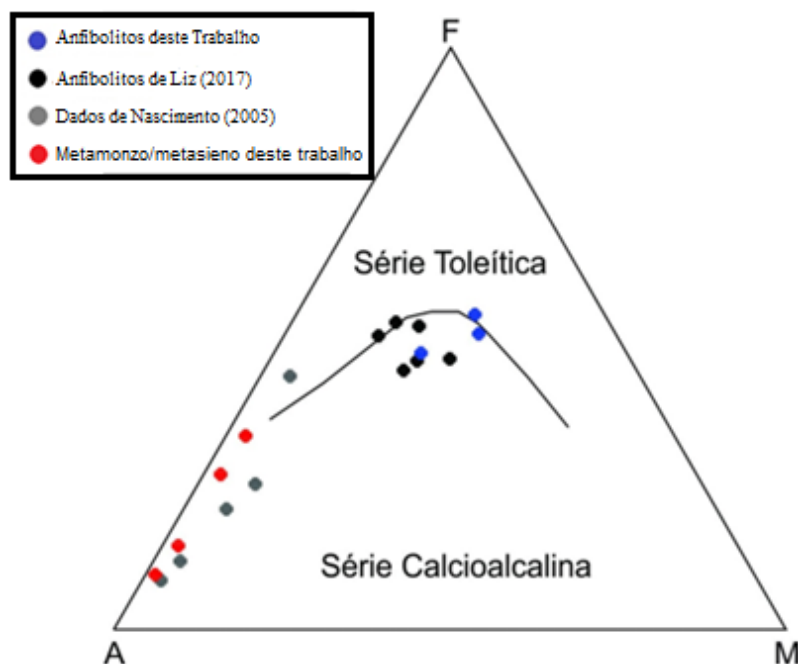 Anfibolitos deste Trabalho
Anfibolitos de Liz (2017)
Dados de Nascimento (2005)
Metamonzo/metasieno deste trabalho
F
Série Toleítica
Série Calcioalcalina
A
M